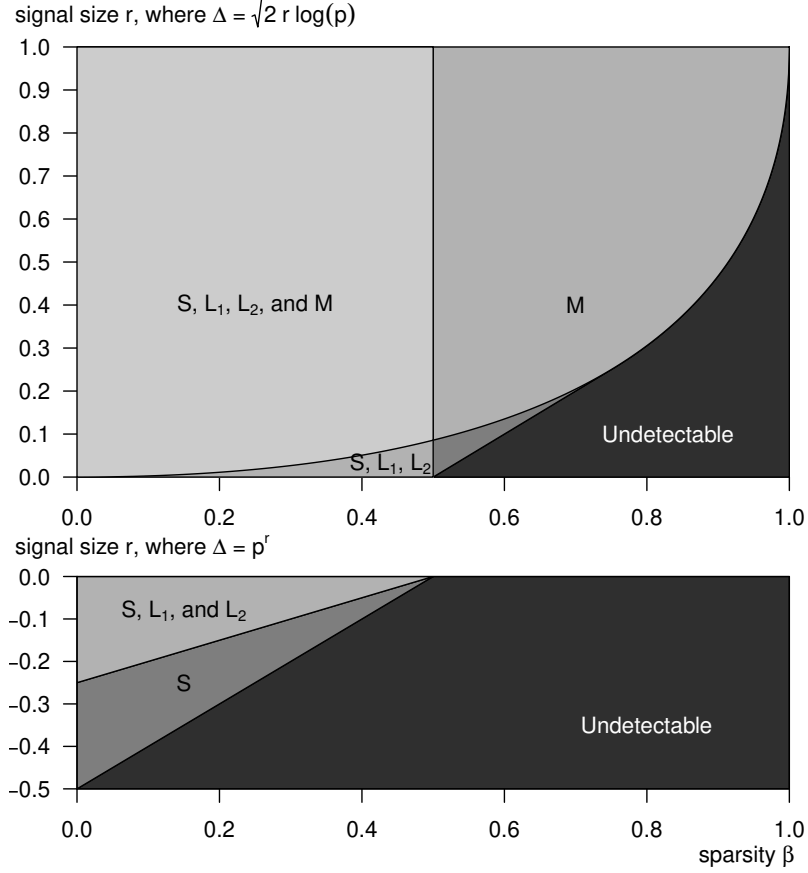 signal size r, where Δ = √2 r log(p)
1.0
0.9
0.8
0.7
0.6
0.5
0.4
0.3
0.2
0.1
0.0
S, L₁, L₂, and M
M
Undetectable
S, L₁, L₂
0.0 0.2 0.4 0.6 0.8 1.0
signal size r, where Δ = pʳ
0.0
−0.1
−0.2
−0.3
−0.4
−0.5
S, L₁, and L₂
S
Undetectable
0.0 0.2 0.4 0.6 0.8 1.0
sparsity β